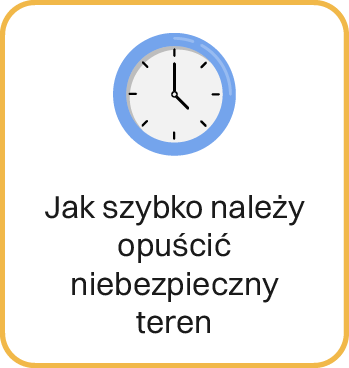 Jak szybko należy
opuścić
niebezpieczny
teren